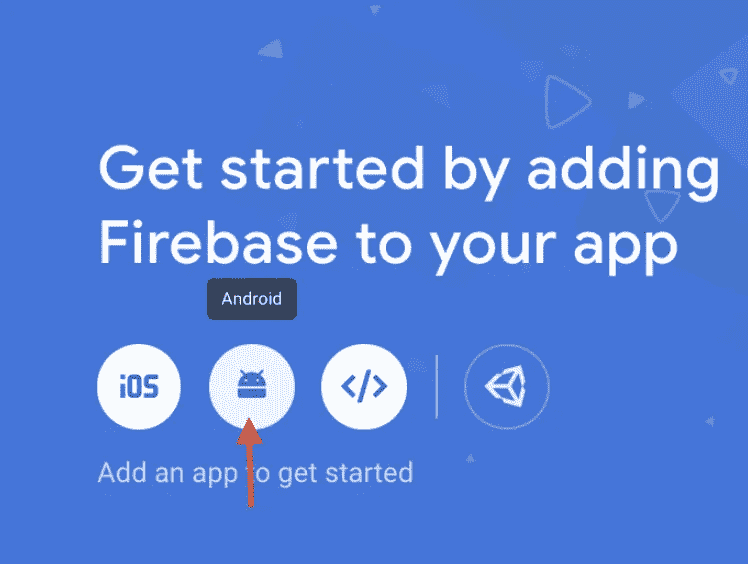 Get started by adding
Firebase to your app
Android
iOS
</>
Add an app to get started